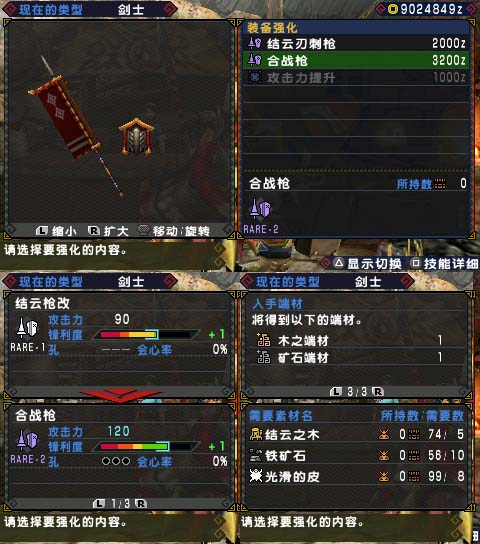 现在的类型 剑士
9024849z
装备强化
结云刃刺枪 2000z
合战枪 3200z
攻击力提升 1000z
合战枪 所持数 0
RARE-2
L 缩小 R 扩大 移动/旋转
请选择要强化的内容。
△显示切换 □技能详细
现在的类型 剑士
结云枪改
攻击力 90
锋利度 +1
RARE-1 孔 --- 会心率 0%
合战枪
攻击力 120
锋利度 +1
RARE-2 孔 ○○○ 会心率 0%
L 1/3 R
请选择要强化的内容。
现在的类型 剑士
入手端材
将得到以下的端材。
木之端材 1
矿石端材 1
L 3/3 R
需要素材名 所持数/需要数
结云之木 0 74/ 5
铁矿石 0 56/10
光滑的皮 0 99/ 8
请选择要强化的内容。
细